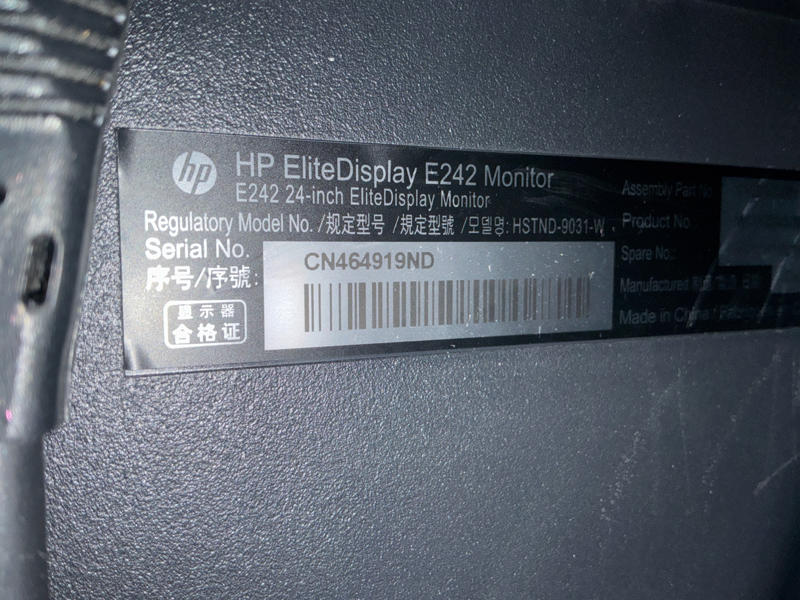 hp
HP EliteDisplay E242 Monitor
E242 24-inch EliteDisplay Monitor
Regulatory Model No. /规定型号 /規定型號 /모델명: HSTND-9031-W
Serial No.
序号/序號:
CN464919ND
显示器
合格证
Assembly Part No
Product No
Spare No.:
Manufactured
Made in China /